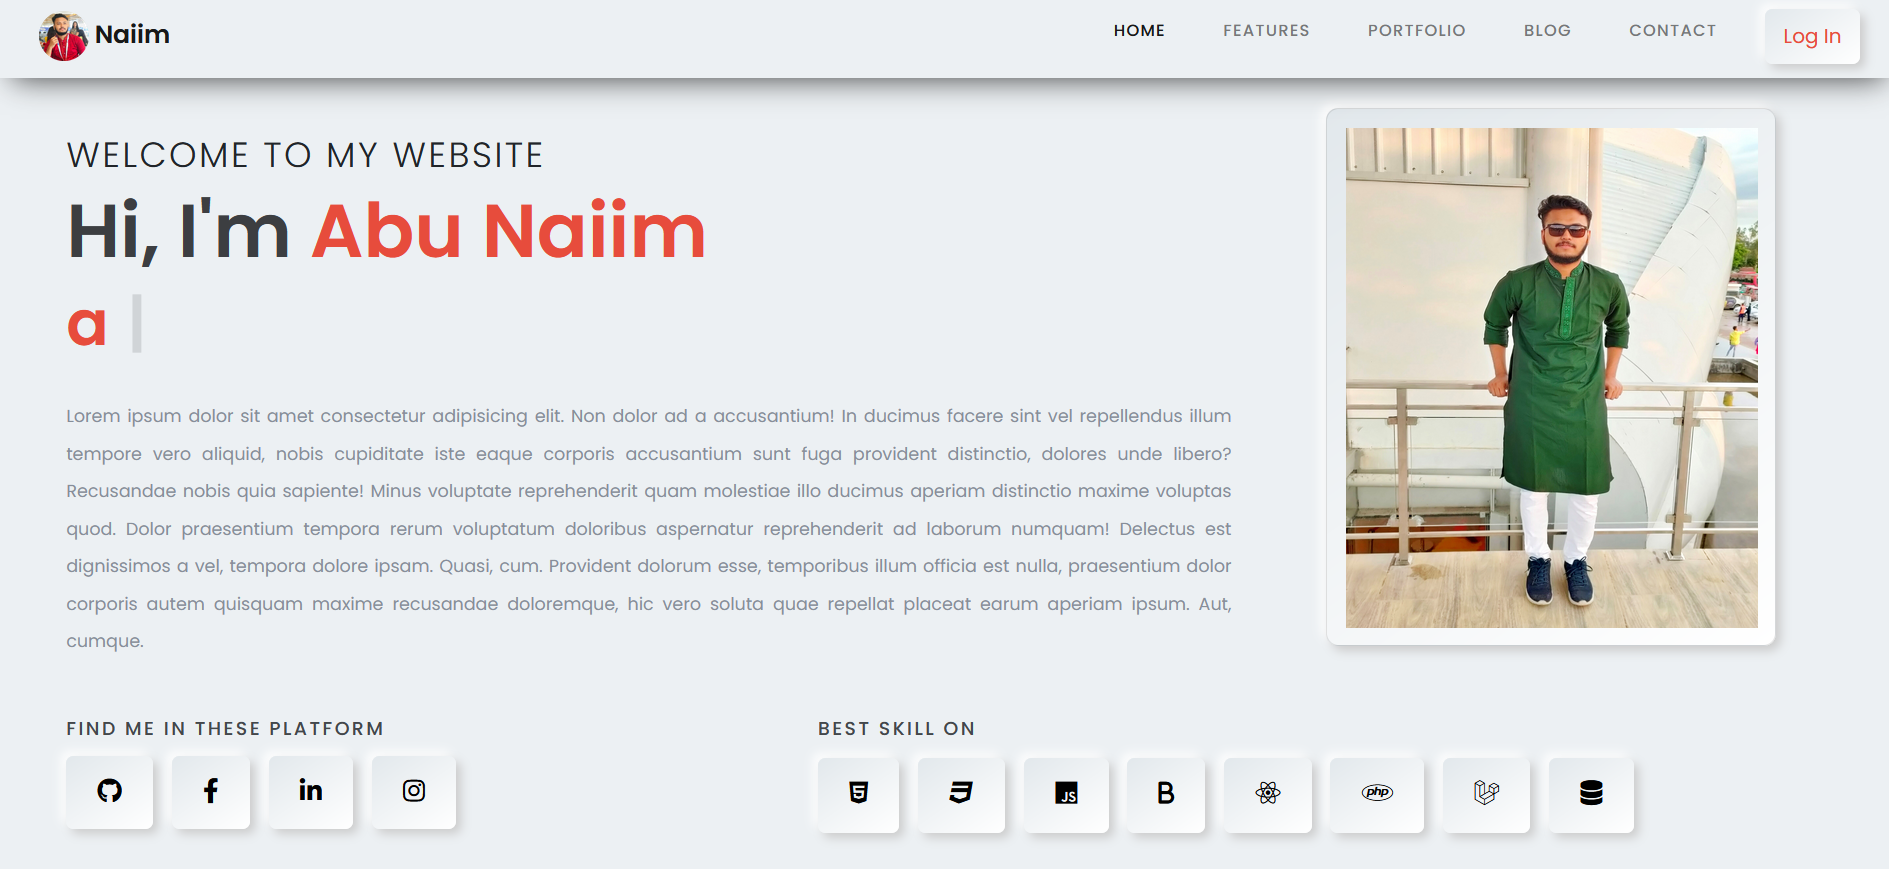 Naiim
HOME
FEATURES
PORTFOLIO
BLOG
CONTACT
Log In
WELCOME TO MY WEBSITE
Hi, I'm Abu Naiim
a |
Lorem ipsum dolor sit amet consectetur adipisicing elit. Non dolor ad a accusantium! In ducimus facere sint vel repellendus illum
tempore vero aliquid, nobis cupiditate iste eaque corporis accusantium sunt fuga provident distinctio, dolores unde libero?
Recusandae nobis quia sapiente! Minus voluptate reprehenderit quam molestiae illo ducimus aperiam distinctio maxime voluptas
quod. Dolor praesentium tempora rerum voluptatum doloribus aspernatur reprehenderit ad laborum numquam! Delectus est
dignissimos a vel, tempora dolore ipsam. Quasi, cum. Provident dolorum esse, temporibus illum officia est nulla, praesentium dolor
corporis autem quisquam maxime recusandae doloremque, hic vero soluta quae repellat placeat earum aperiam ipsum. Aut,
cumque.
FIND ME IN THESE PLATFORM
BEST SKILL ON
JS
B
php